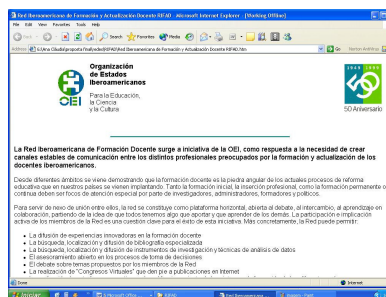 Red Iberoamericana de Formación y Actualización Docente RIFAD - Microsoft Internet Explorer - [Working Offline]
File Edit View Favorites Tools Help
Back Search Favorites Media
Address
Go
Norton AntiVirus
Organización
de Estados
Iberoamericanos
Para la Educación,
la Ciencia
y la Cultura
OEI
1949 1999
50 Aniversario
La Red Iberoamericana de Formación Docente surge a iniciativa de la OEI, como respuesta a la necesidad de crear
canales estables de comunicación entre los distintos profesionales preocupados por la formación y actualización de los
docentes iberoamericanos.
Desde diferentes ámbitos se viene demostrando que la formación docente es la piedra angular de los actuales procesos de reforma
educativa que en nuestros países se vienen implantando. Tanto la formación inicial, la inserción profesional, como la formación permanente o
continua deben ser focos de atención especial por parte de investigadores, administradores, formadores y políticos.
Para servir de nexo de unión entre ellos, la red se constituye como plataforma horizontal, abierta al debate, al intercambio, al aprendizaje en
colaboración, partiendo de la idea de que todos tenemos algo que aportar y que aprender de los demás. La participación e implicación
activa de los miembros de la Red es una cuestión clave para el éxito de esta iniciativa. Más concretamente, la Red puede permitir:
• La difusión de experiencias innovadoras en la formación docente
• La búsqueda, localización y difusión de bibliografía especializada
• La búsqueda, localización y difusión de instrumentos de investigación y técnicas de análisis de datos
• El asesoramiento abierto en los procesos de toma de decisiones
• El debate sobre temas propuestos por los miembros de la Red
• La realización de "Congresos Virtuales" que den pie a publicaciones en Internet
Done
Internet
Iniciar